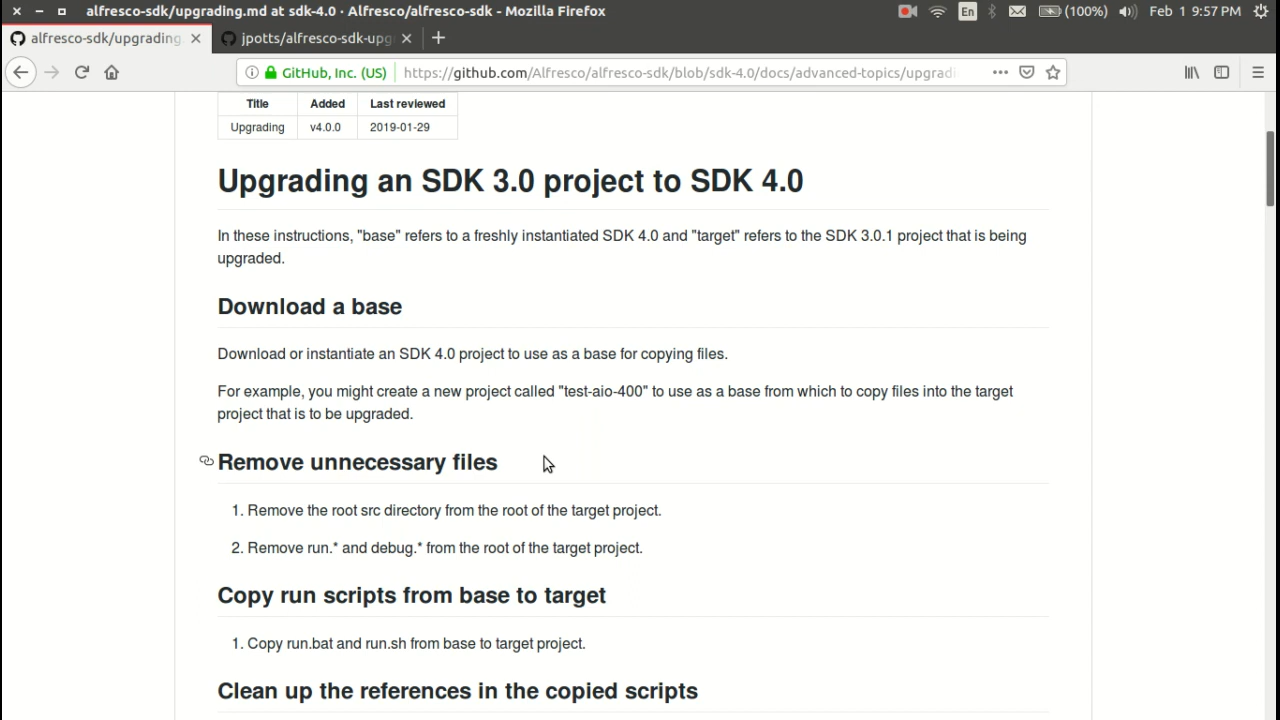 alfresco-sdk/upgrading.md at sdk-4.0 · Alfresco/alfresco-sdk - Mozilla Firefox
En
(100%)
Feb 1 9:57 PM
alfresco-sdk/upgrading
jpotts/alfresco-sdk-upg
GitHub, Inc. (US)
https://github.com/Alfresco/alfresco-sdk/blob/sdk-4.0/docs/advanced-topics/upgradi
Title Added Last reviewed
Upgrading v4.0.0 2019-01-29
Upgrading an SDK 3.0 project to SDK 4.0
In these instructions, "base" refers to a freshly instantiated SDK 4.0 and "target" refers to the SDK 3.0.1 project that is being
upgraded.
Download a base
Download or instantiate an SDK 4.0 project to use as a base for copying files.
For example, you might create a new project called "test-aio-400" to use as a base from which to copy files into the target
project that is to be upgraded.
Remove unnecessary files
1. Remove the root src directory from the root of the target project.
2. Remove run.* and debug.* from the root of the target project.
Copy run scripts from base to target
1. Copy run.bat and run.sh from base to target project.
Clean up the references in the copied scripts